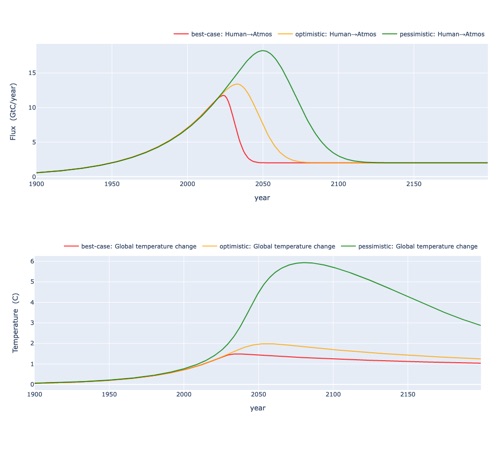 best-case: Human→Atmos optimistic: Human→Atmos pessimistic: Human→Atmos
15
10
5
0
Flux (GtC/year)
1900 1950 2000 2050 2100 2150
year
best-case: Global temperature change optimistic: Global temperature change pessimistic: Global temperature change
6
5
4
3
2
1
0
Temperature (C)
1900 1950 2000 2050 2100 2150
year